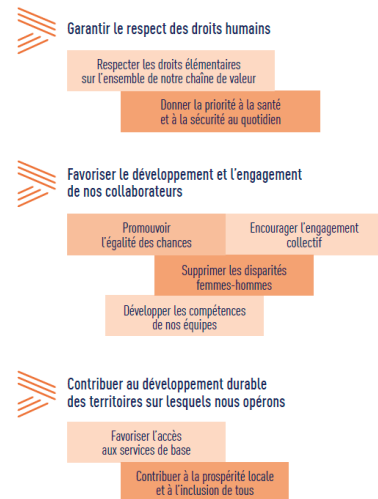 Garantir le respect des droits humains
Respecter les droits élémentaires
sur l'ensemble de notre chaîne de valeur
Donner la priorité à la santé
et à la sécurité au quotidien
Favoriser le développement et l'engagement
de nos collaborateurs
Promouvoir
l'égalité des chances
Encourager l'engagement
collectif
Supprimer les disparités
femmes-hommes
Développer les compétences
de nos équipes
Contribuer au développement durable
des territoires sur lesquels nous opérons
Favoriser l'accès
aux services de base
Contribuer à la prospérité locale
et à l'inclusion de tous